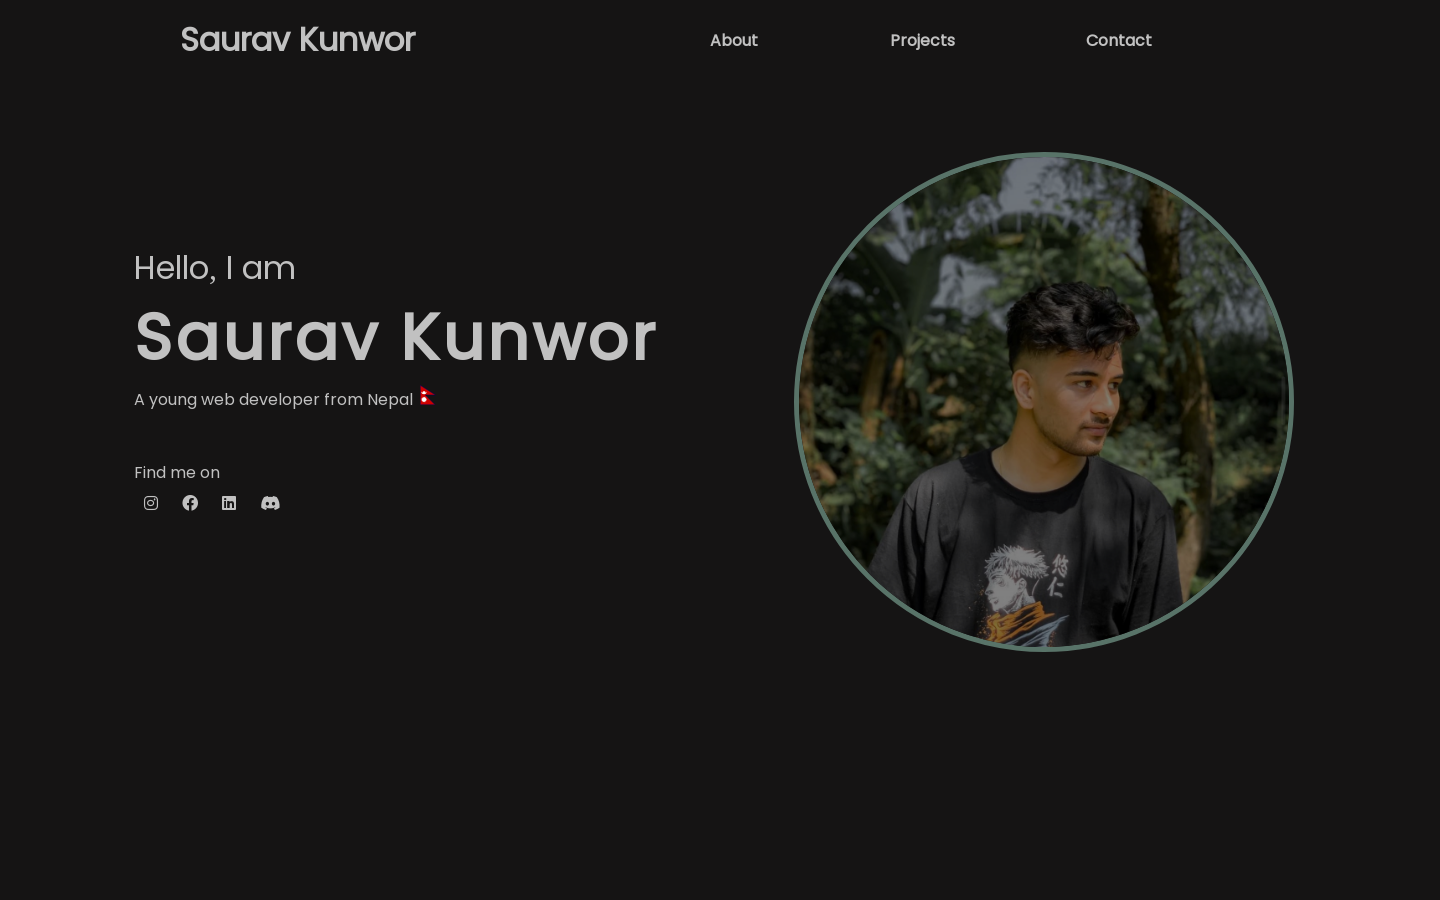 Saurav Kunwor
About
Projects
Contact
Hello, I am
Saurav Kunwor
A young web developer from Nepal 🇳🇵
Find me on
悠
仁